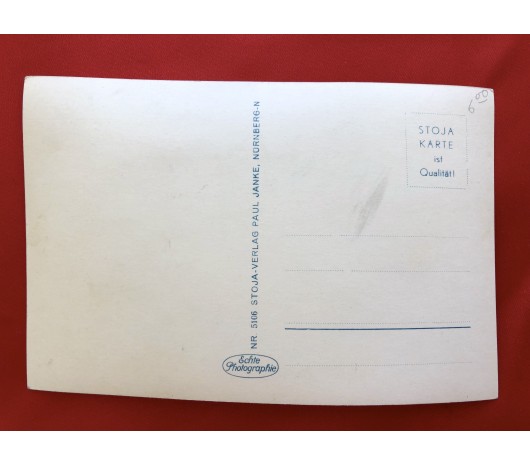 6 00
STOJA
KARTE
ist
Qualität!
NR 5106 STOJA-VERLAG PAUL JANKE, NÜRNBERG-N
Echte
Photographie